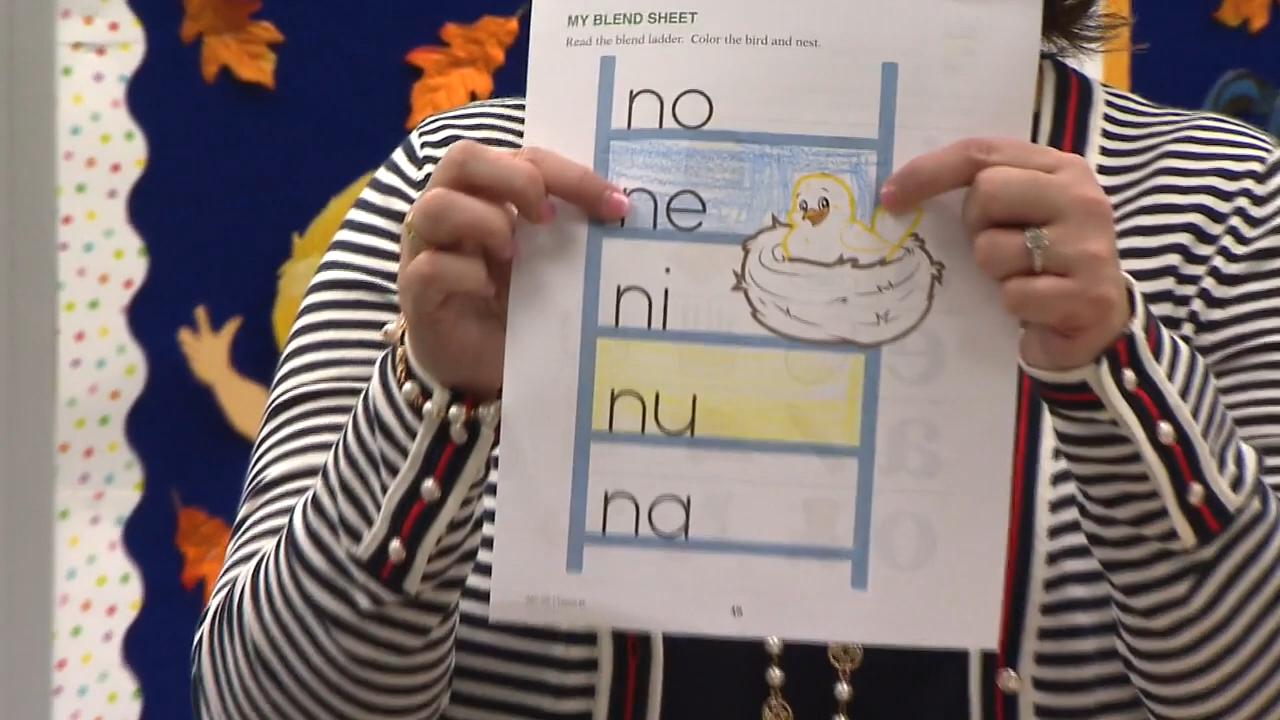 MY BLEND SHEET
Read the blend ladder. Color the bird and nest.
no
ne
ni
nu
na